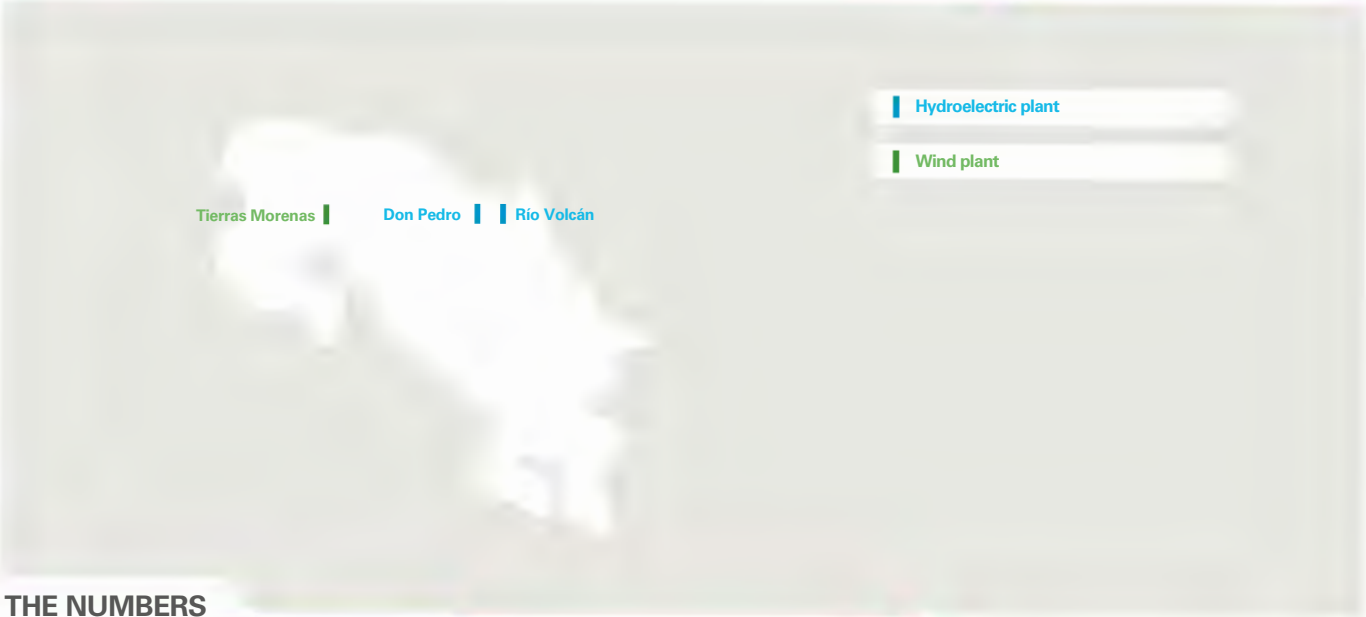 Hydroelectric plant
Wind plant
Tierras Morenas
Don Pedro
Río Volcán
THE NUMBERS